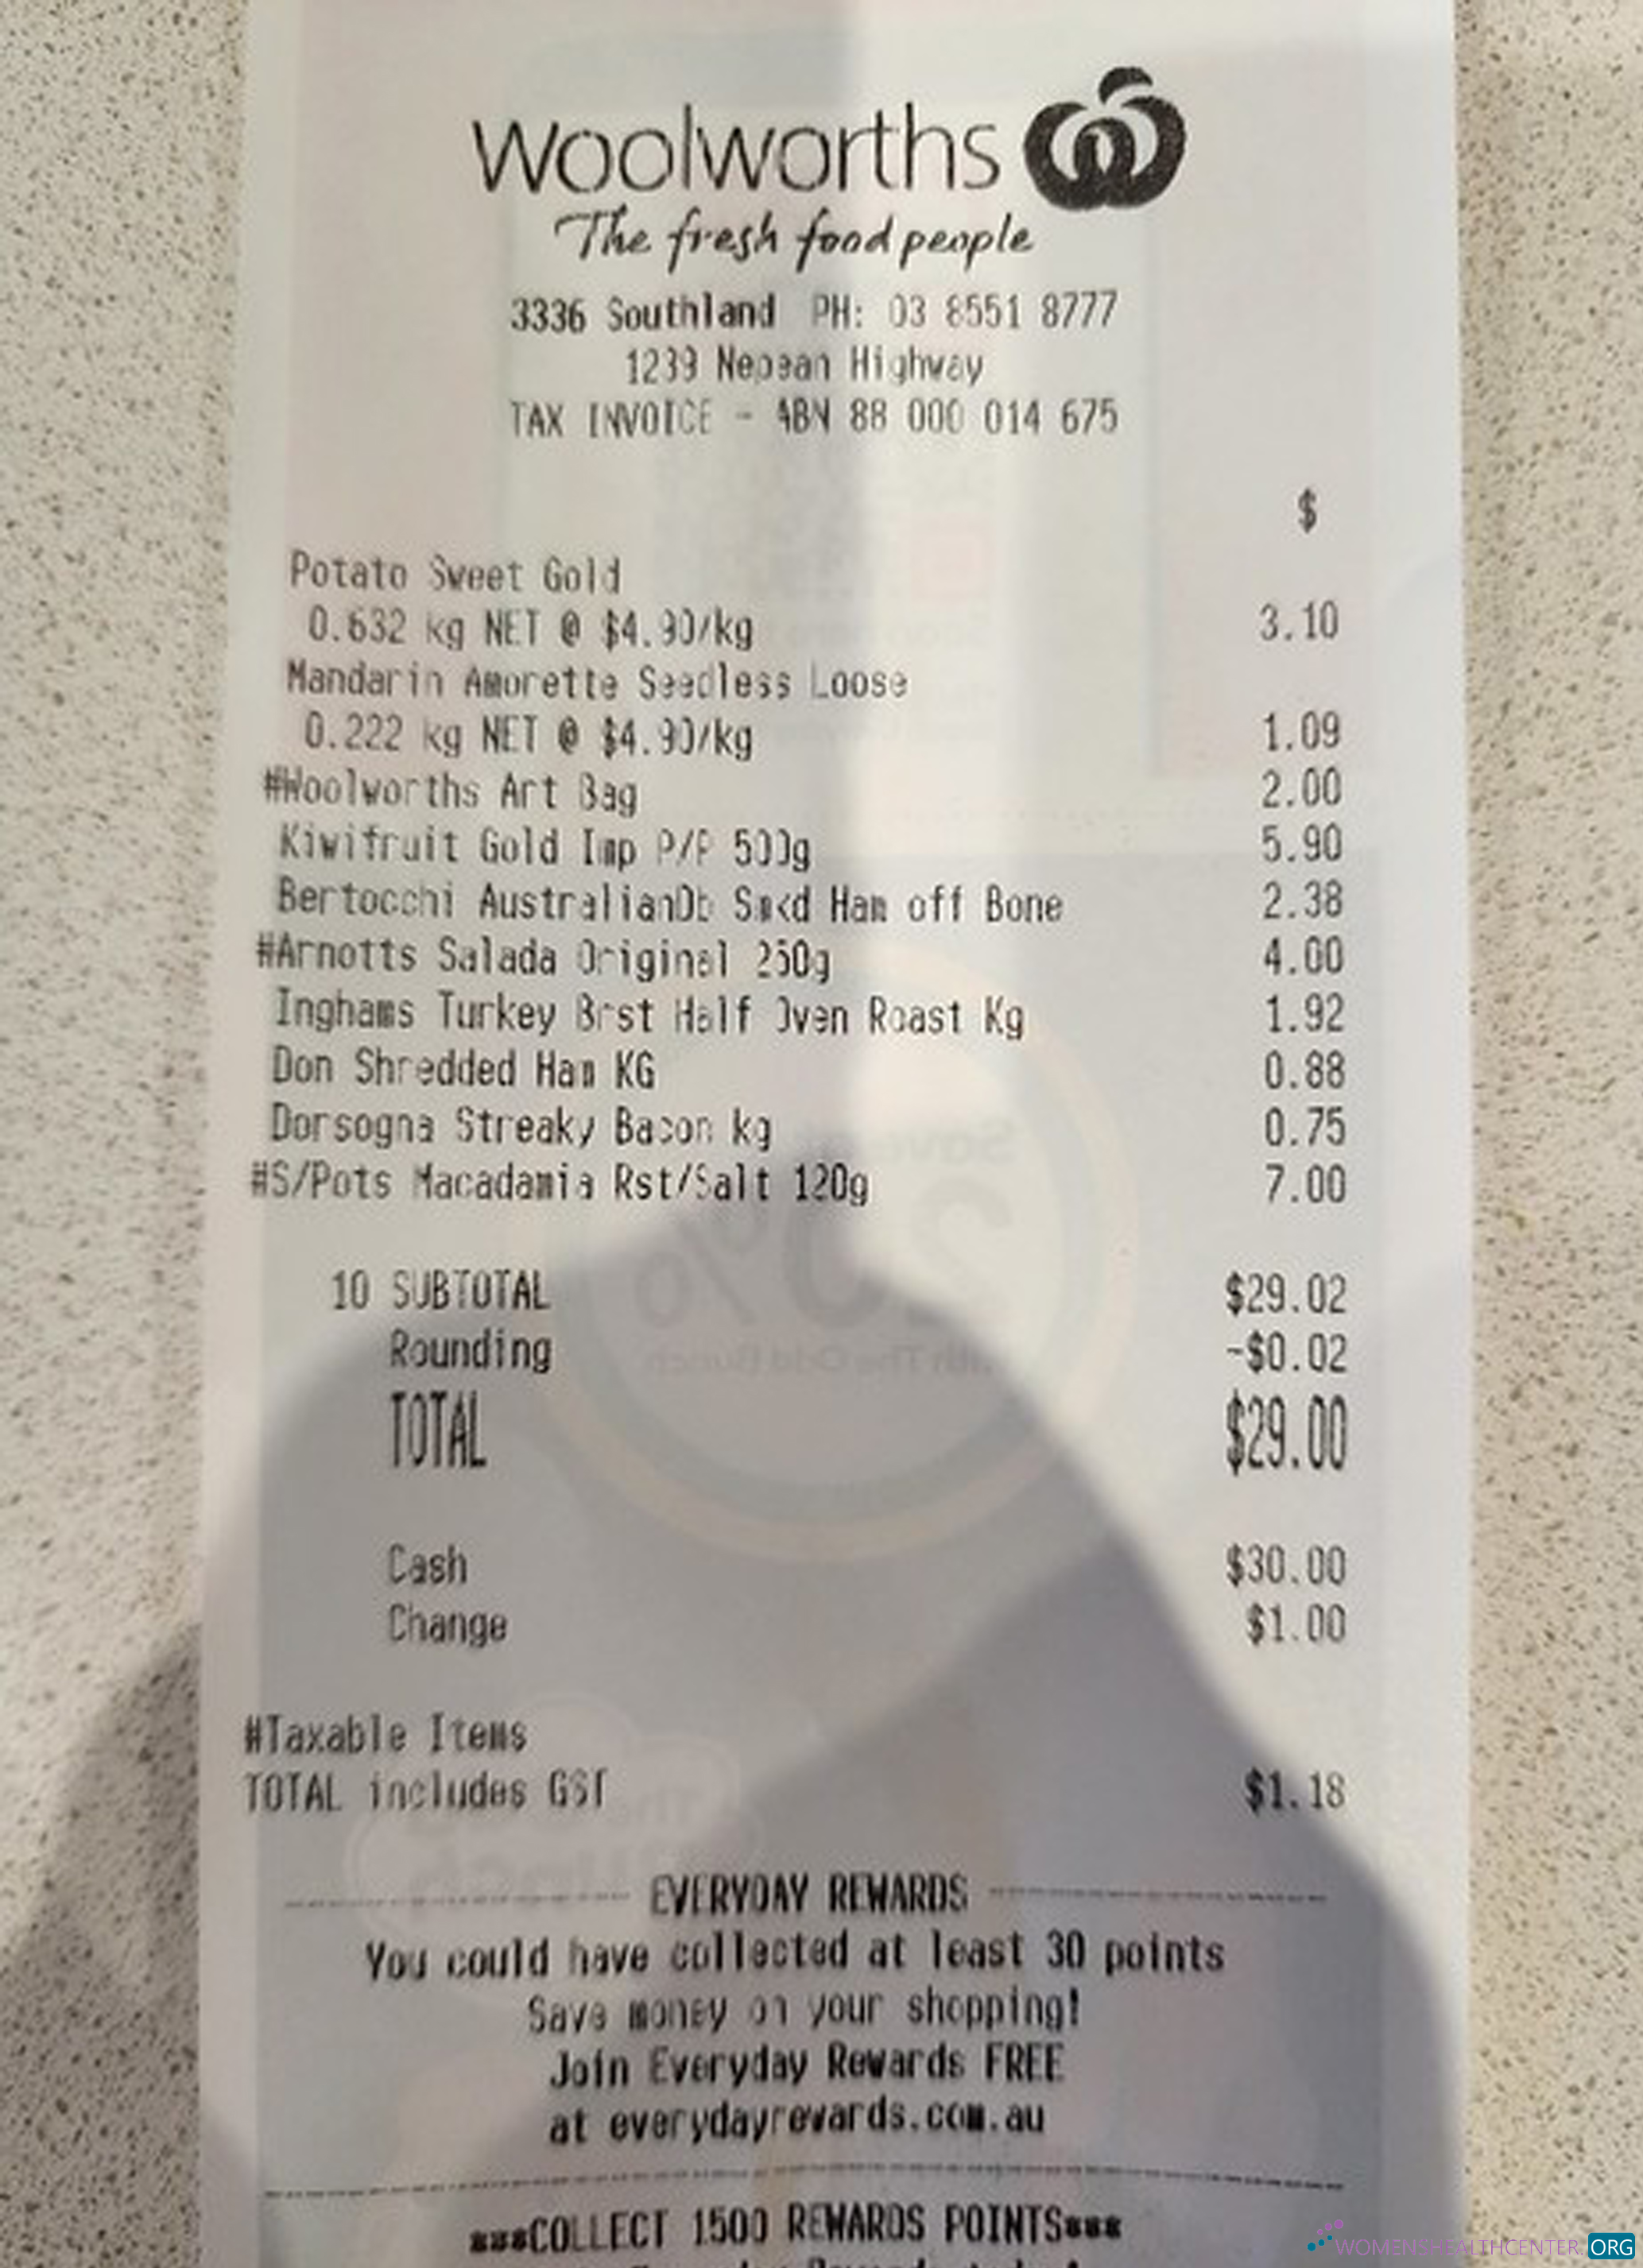 Woolworths
The fresh food people
3336 Southland PH: 03 8551 8777
1239 Nepean Highway
TAX INVOICE - ABN 88 000 014 675
$
Potato Sweet Gold
0.632 kg NET @ $4.90/kg 3.10
Mandarin Amorette Seedless Loose
0.222 kg NET @ $4.90/kg 1.09
#Woolworths Art Bag 2.00
Kiwifruit Gold Imp P/P 500g 5.90
Bertocchi AustralianDb Smkd Ham off Bone 2.38
#Arnotts Salada Original 250g 4.00
Inghams Turkey Brst Half Oven Roast Kg 1.92
Don Shredded Ham KG 0.88
Dorsogna Streaky Bacon kg 0.75
#S/Pots Macadamia Rst/Salt 120g 7.00
10 SUBTOTAL $29.02
Rounding -$0.02
TOTAL $29.00
Cash $30.00
Change $1.00
#Taxable Items
TOTAL includes GST $1.18
EVERYDAY REWARDS
You could have collected at least 30 points
Save money on your shopping!
Join Everyday Rewards FREE
at everydayrewards.com.au
***COLLECT 1500 REWARDS POINTS***
WOMENSHEALTHCENTER.ORG